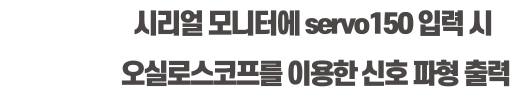 시리얼 모니터에 servo150 입력 시
오실로스코프를 이용한 신호 파형 출력